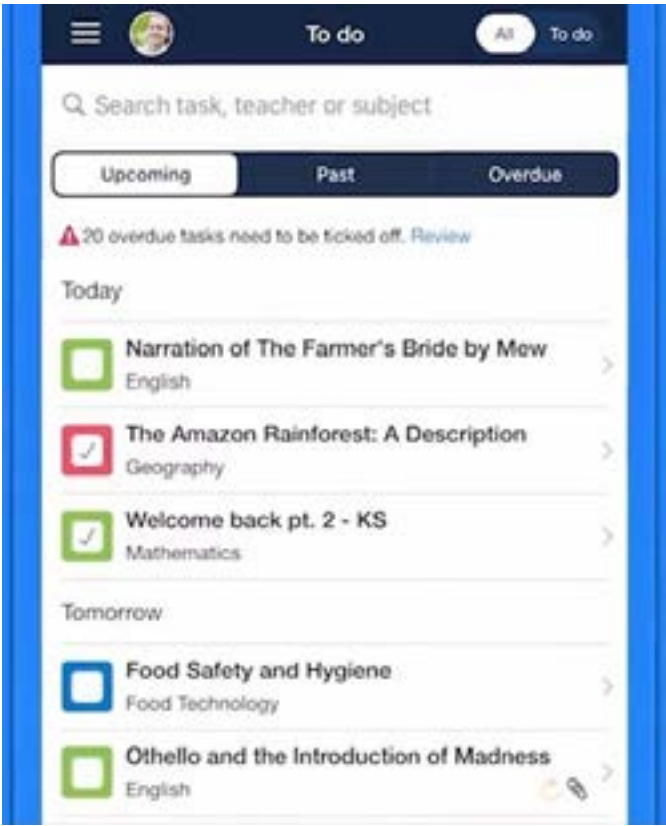 To do
All
To do
Search task, teacher or subject
Upcoming
Past
Overdue
20 overdue tasks need to be ticked off. Review
Today
Narration of The Farmer's Bride by Mew
English
The Amazon Rainforest: A Description
Geography
Welcome back pt. 2 - KS
Mathematics
Tomorrow
Food Safety and Hygiene
Food Technology
Othello and the Introduction of Madness
English